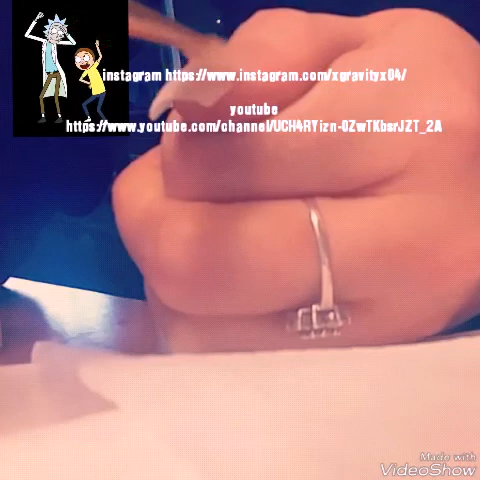 instagram https://www.instagram.com/xgravityx04/
youtube
https://www.youtube.com/channel/UCH4RYizn-0ZwTKbsrJZT_2A
Made with
VideoShow